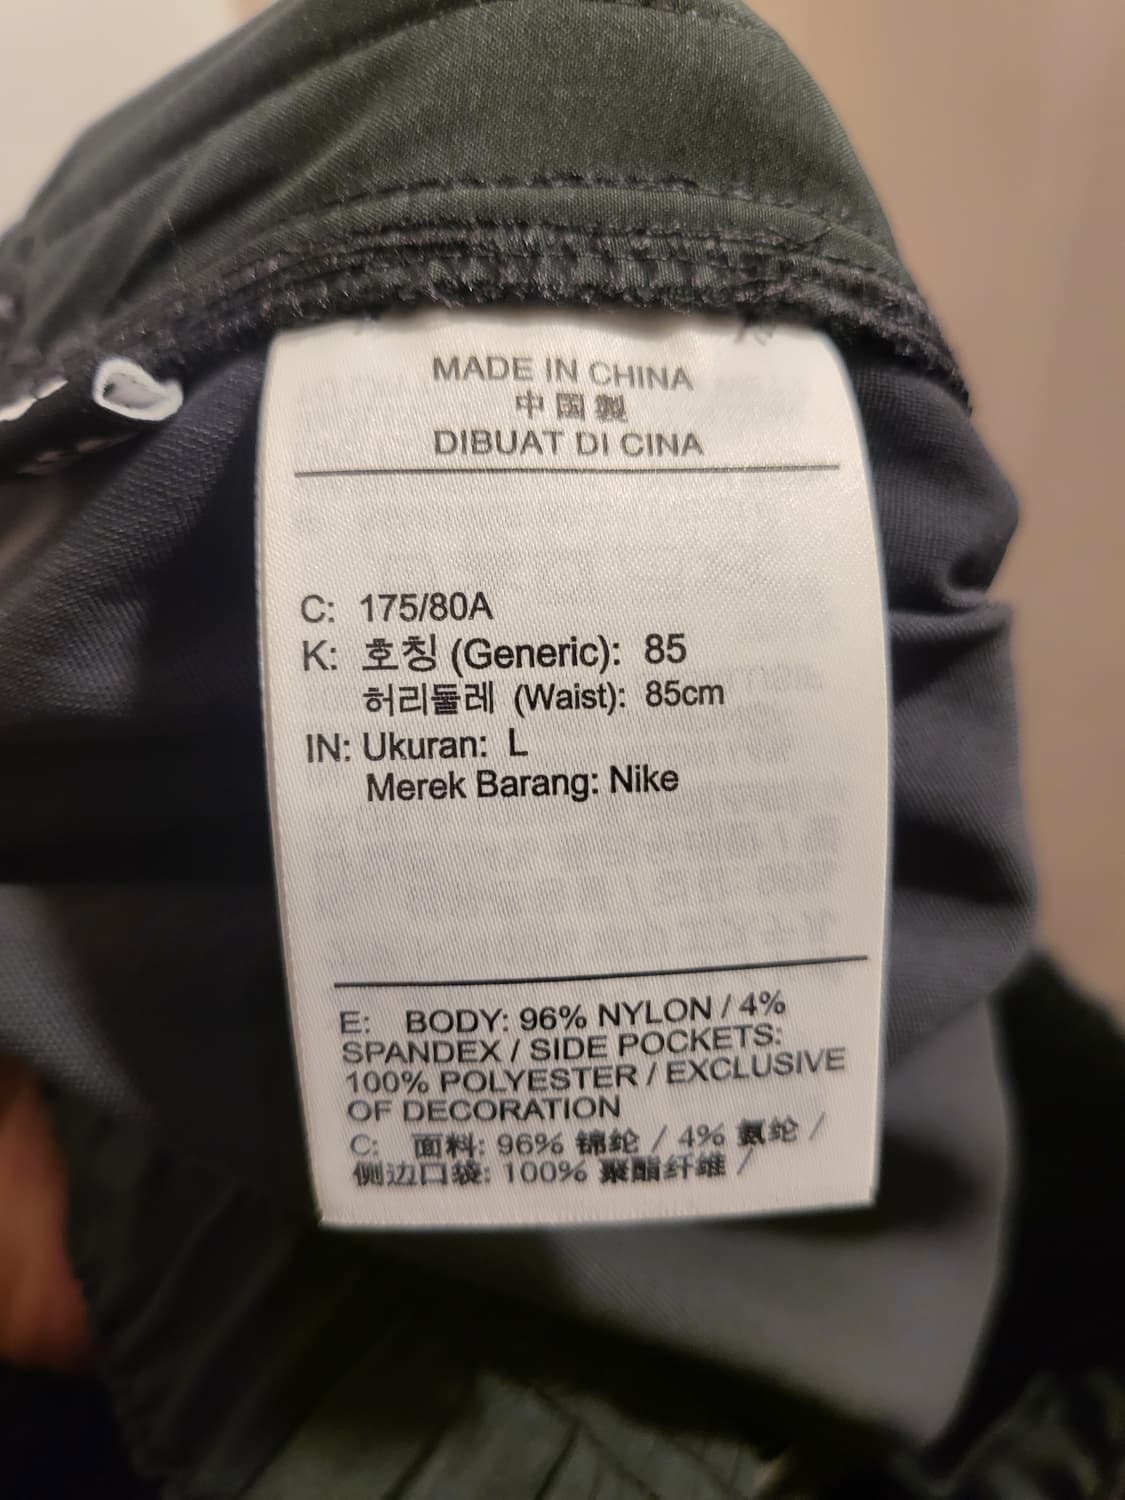 MADE IN CHINA
中国製
DIBUAT DI CINA
C: 175/80A
K: 호칭 (Generic): 85
허리둘레 (Waist): 85cm
IN: Ukuran: L
Merek Barang: Nike
E: BODY: 96% NYLON / 4%
SPANDEX / SIDE POCKETS:
100% POLYESTER / EXCLUSIVE
OF DECORATION
C: 面料: 96% 锦纶 / 4% 氨纶 /
侧边口袋: 100% 聚酯纤维 /